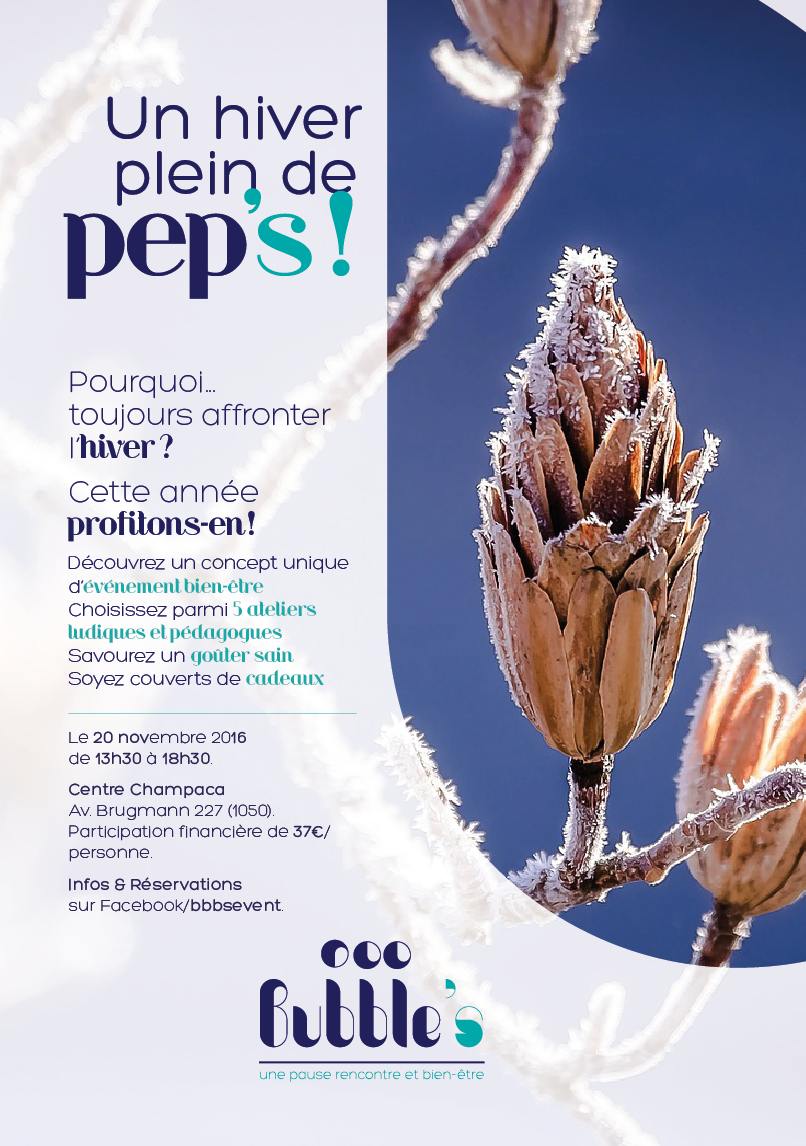 Un hiver
plein de
pep's !
Pourquoi...
toujours affronter
l'hiver ?
Cette année
profitons-en !
Découvrez un concept unique
d'événement bien-être
Choisissez parmi 5 ateliers
ludiques et pédagogues
Savourez un goûter sain
Soyez couverts de cadeaux
Le 20 novembre 2016
de 13h30 à 18h30.
Centre Champaca
Av. Brugmann 227 (1050).
Participation financière de 37€/
personne.
Infos & Réservations
sur Facebook/bbbsevent.
Bubble's
une pause rencontre et bien-être